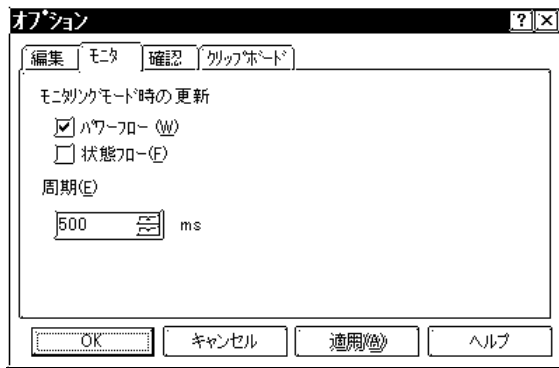 オプション
編集 モニタ 確認 クリップボード
モニタリングモード時の更新
パワーフロー (W)
状態フロー(F)
周期(E)
500 ms
OK キャンセル 適用(A) ヘルプ